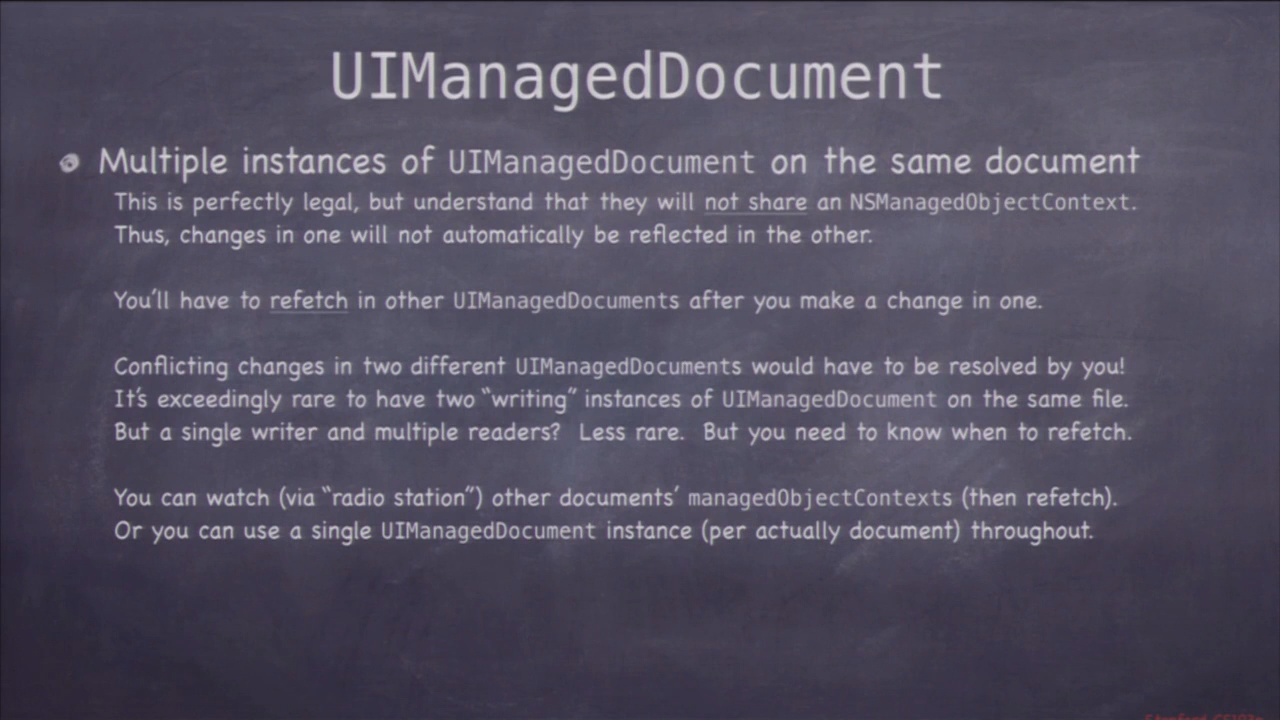 UIManagedDocument
Multiple instances of UIManagedDocument on the same document
This is perfectly legal, but understand that they will not share an NSManagedObjectContext.
Thus, changes in one will not automatically be reflected in the other.
You'll have to refetch in other UIManagedDocuments after you make a change in one.
Conflicting changes in two different UIManagedDocuments would have to be resolved by you!
It's exceedingly rare to have two “writing” instances of UIManagedDocument on the same file.
But a single writer and multiple readers? Less rare. But you need to know when to refetch.
You can watch (via “radio station”) other documents' managedObjectContexts (then refetch).
Or you can use a single UIManagedDocument instance (per actually document) throughout.